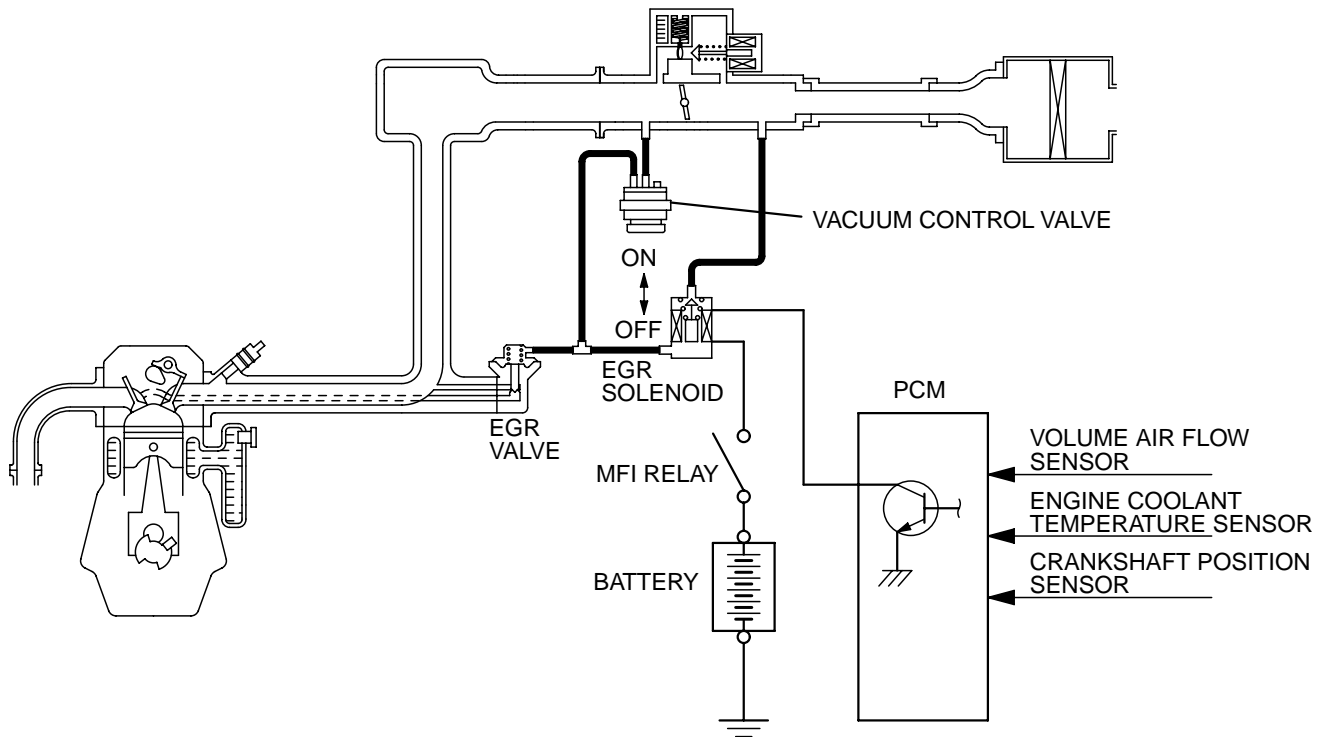 VACUUM CONTROL VALVE
ON
OFF
EGR
SOLENOID
EGR
VALVE
PCM
MFI RELAY
VOLUME AIR FLOW
SENSOR
ENGINE COOLANT
TEMPERATURE SENSOR
CRANKSHAFT POSITION
SENSOR
BATTERY